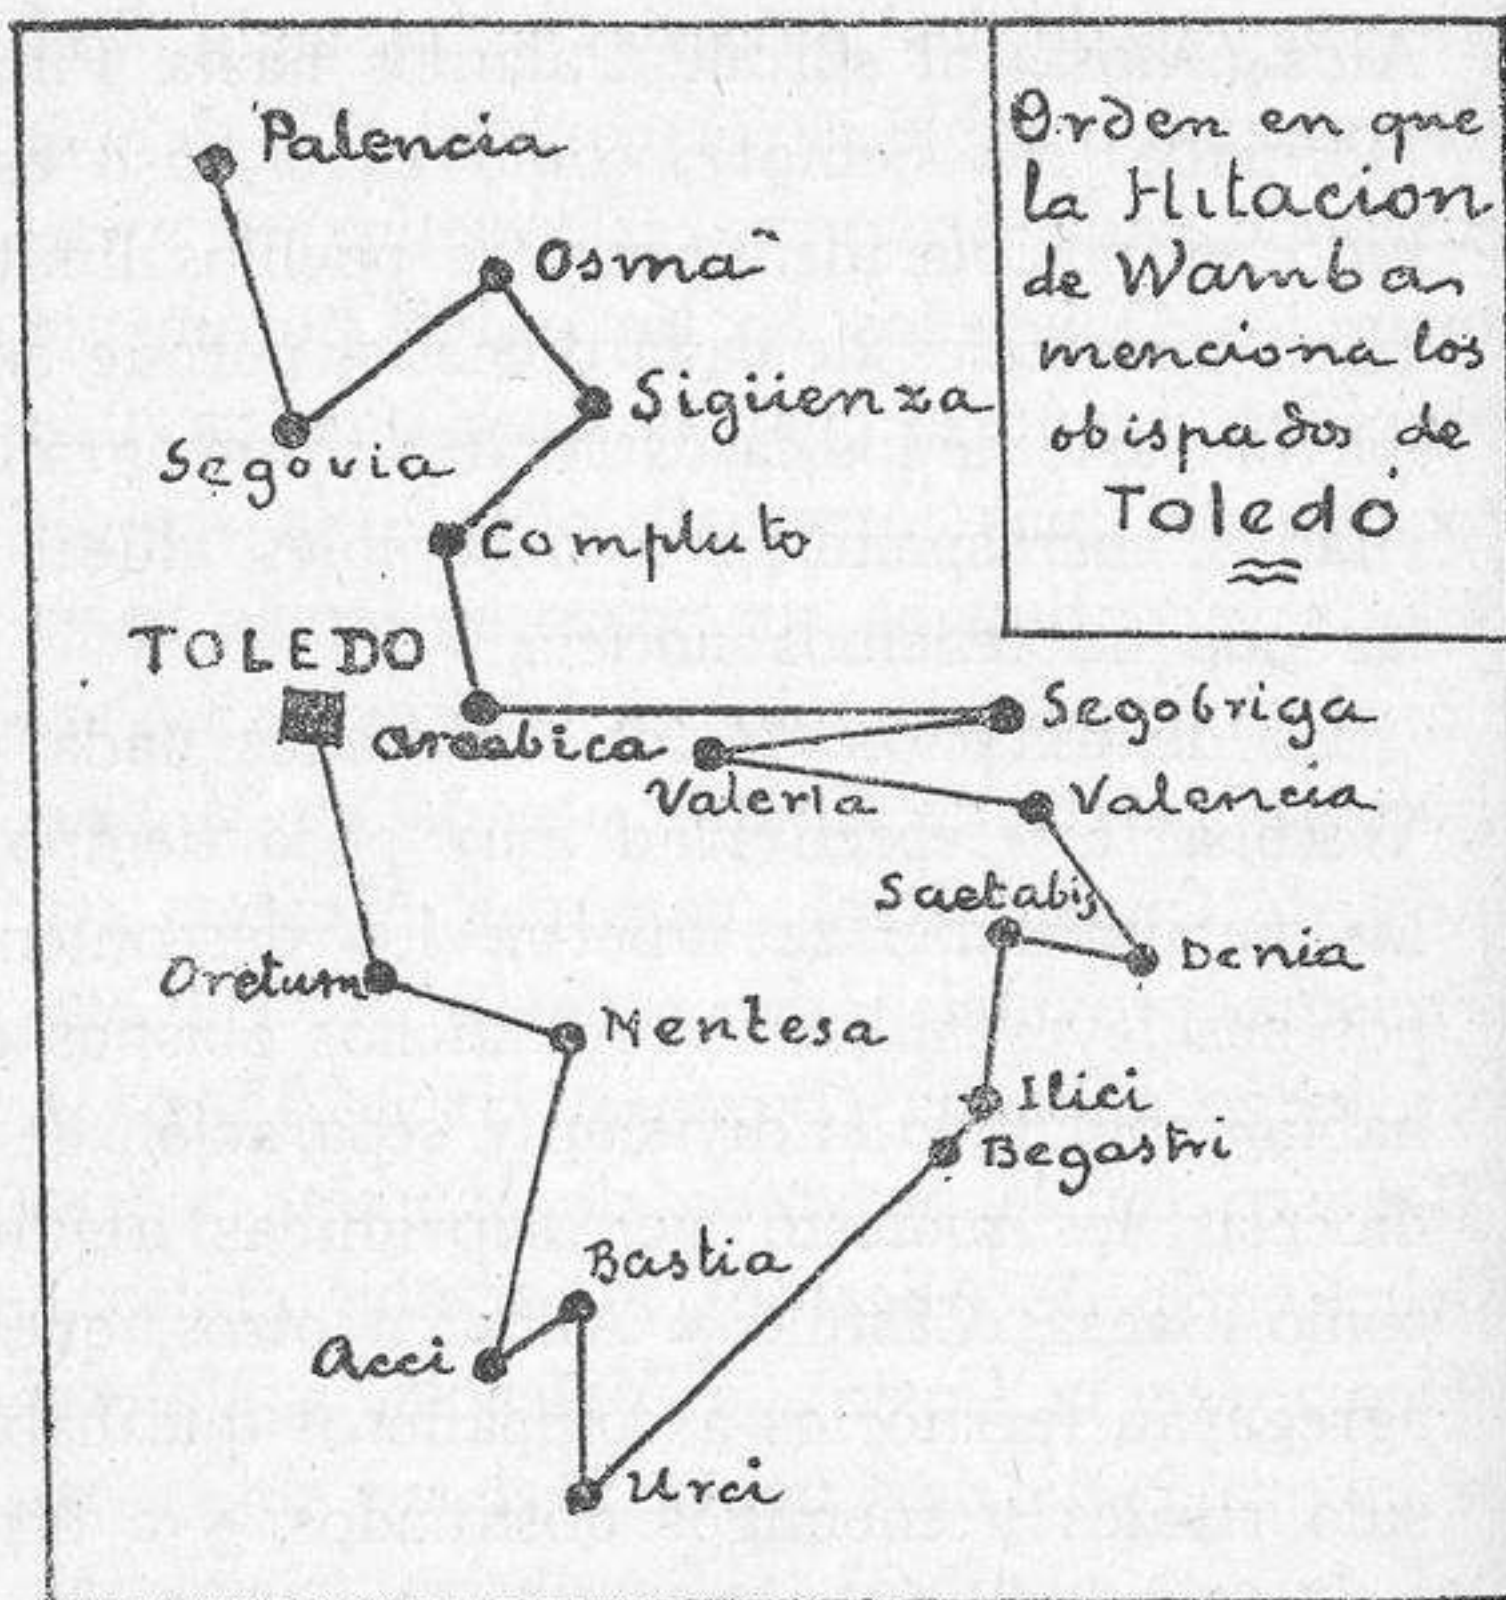 Orden en que
la Hitacion
de Wamba
menciona los
obispados de
Toledo
Palencia
Osma
Sigüenza
Segovia
Compluto
TOLEDO
Segobriga
Arcabica
Valeria
Valencia
Saetabis
Denia
Oretum
Mentesa
Ilici
Begastri
Bastia
Acci
Urci